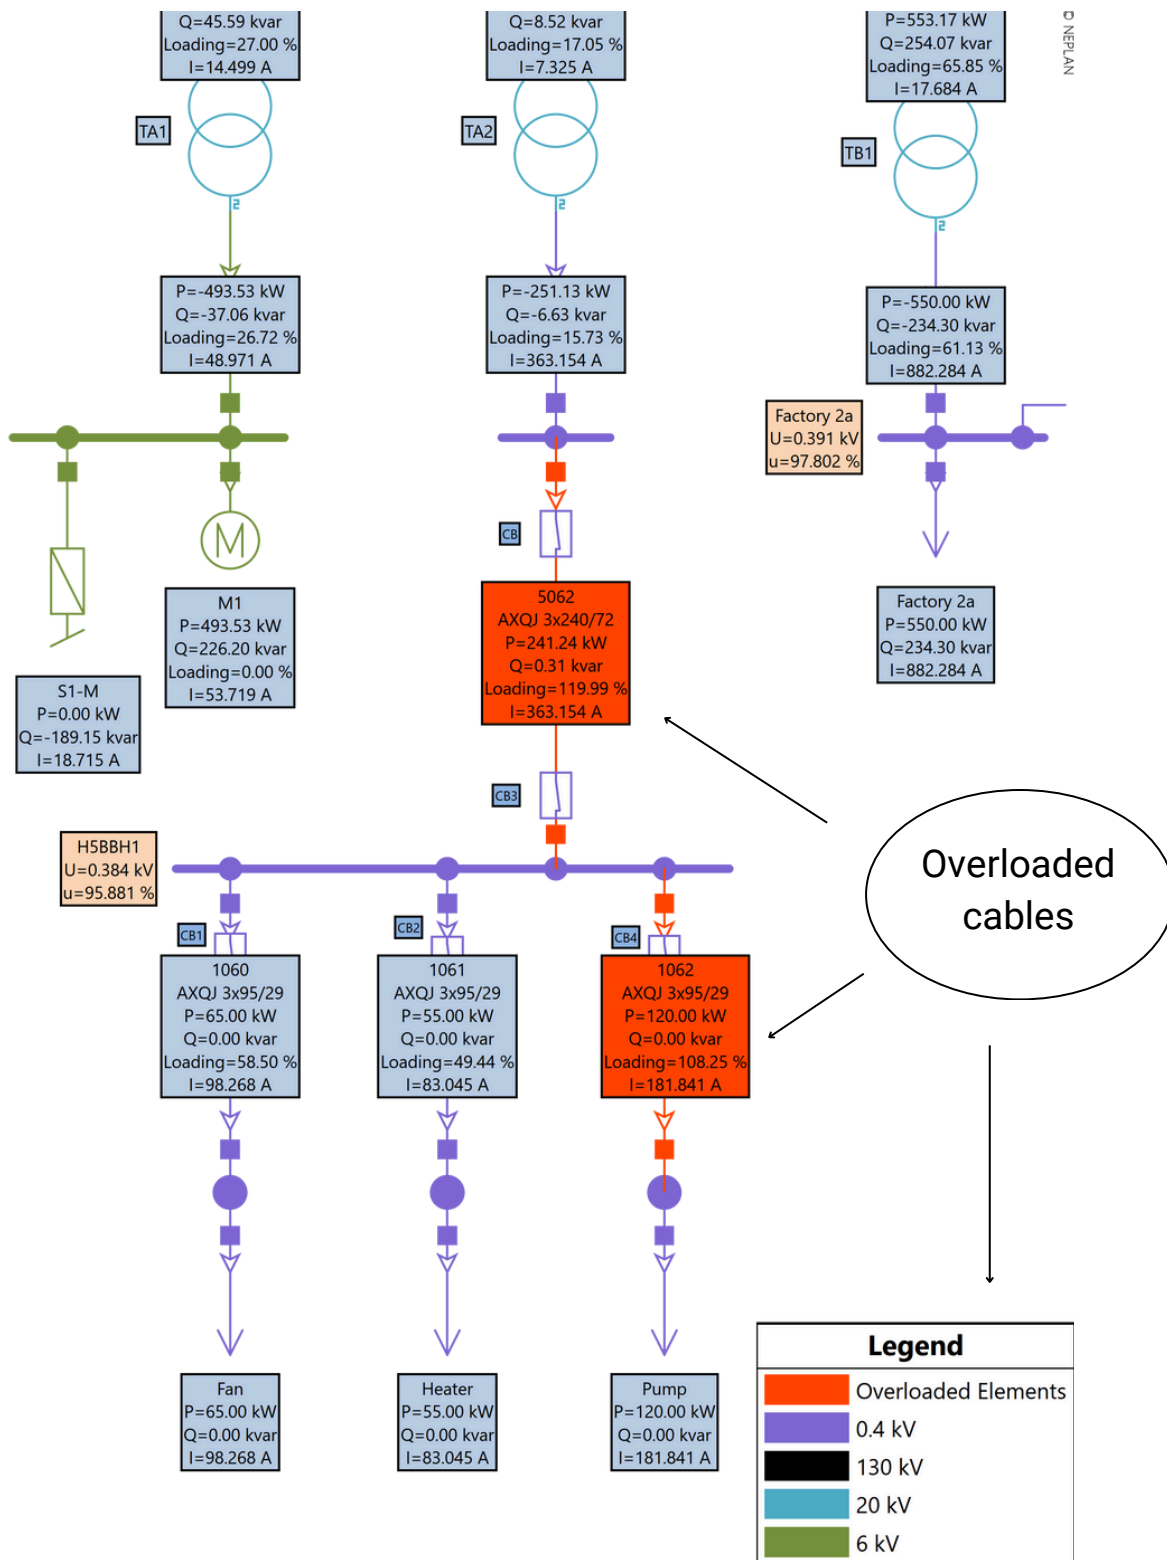 Q=45.59 kvar
Loading=27.00 %
I=14.499 A
Q=8.52 kvar
Loading=17.05 %
I=7.325 A
P=553.17 kW
Q=254.07 kvar
Loading=65.85 %
I=17.684 A
© NEPLAN
TA1
TA2
TB1
2
2
2
P=-493.53 kW
Q=-37.06 kvar
Loading=26.72 %
I=48.971 A
P=-251.13 kW
Q=-6.63 kvar
Loading=15.73 %
I=363.154 A
P=-550.00 kW
Q=-234.30 kvar
Loading=61.13 %
I=882.284 A
Factory 2a
U=0.391 kV
u=97.802 %
M
CB
M1
P=493.53 kW
Q=226.20 kvar
Loading=0.00 %
I=53.719 A
5062
AXQJ 3x240/72
P=241.24 kW
Q=0.31 kvar
Loading=119.99 %
I=363.154 A
Factory 2a
P=550.00 kW
Q=234.30 kvar
I=882.284 A
S1-M
P=0.00 kW
Q=-189.15 kvar
I=18.715 A
CB3
H5BBH1
U=0.384 kV
u=95.881 %
Overloaded
cables
CB1
CB2
CB4
1060
AXQJ 3x95/29
P=65.00 kW
Q=0.00 kvar
Loading=58.50 %
I=98.268 A
1061
AXQJ 3x95/29
P=55.00 kW
Q=0.00 kvar
Loading=49.44 %
I=83.045 A
1062
AXQJ 3x95/29
P=120.00 kW
Q=0.00 kvar
Loading=108.25 %
I=181.841 A
Fan
P=65.00 kW
Q=0.00 kvar
I=98.268 A
Heater
P=55.00 kW
Q=0.00 kvar
I=83.045 A
Pump
P=120.00 kW
Q=0.00 kvar
I=181.841 A
Legend
Overloaded Elements
0.4 kV
130 kV
20 kV
6 kV